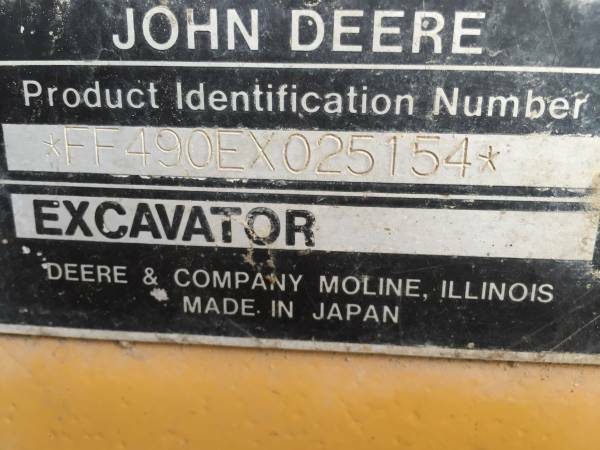 JOHN DEERE
Product Identification Number
*FF490EX025154*
EXCAVATOR
DEERE & COMPANY MOLINE, ILLINOIS
MADE IN JAPAN